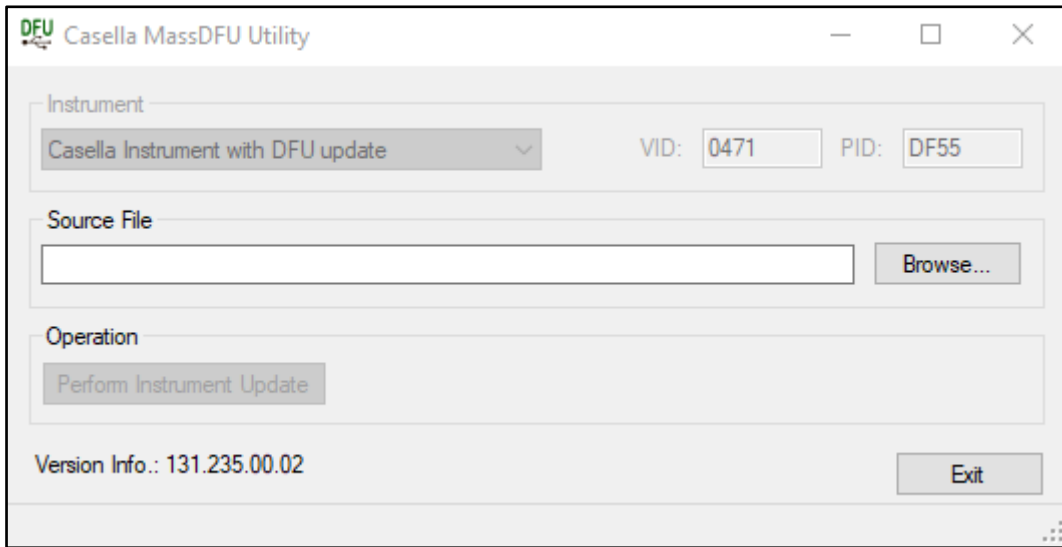 DFU Casella MassDFU Utility
Instrument
Casella Instrument with DFU update VID: 0471 PID: DF55
Source File
Browse...
Operation
Perform Instrument Update
Version Info.: 131.235.00.02
Exit